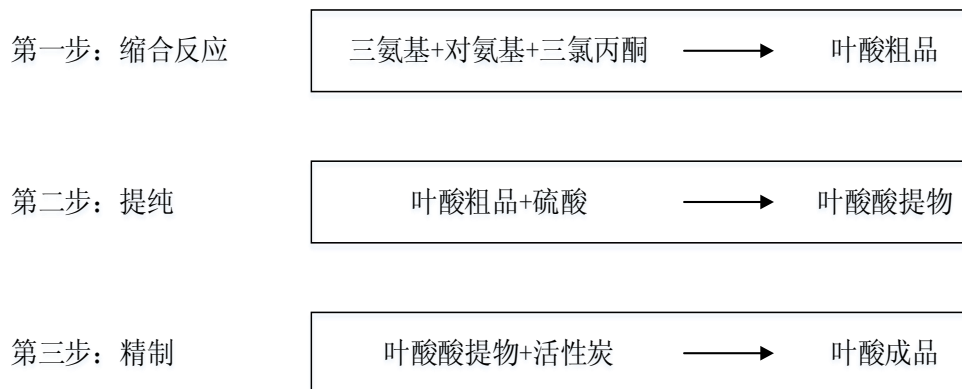 第一步：缩合反应 三氨基+对氨基+三氯丙酮 叶酸粗品
第二步：提纯 叶酸粗品+硫酸 叶酸酸提物
第三步：精制 叶酸酸提物+活性炭 叶酸成品